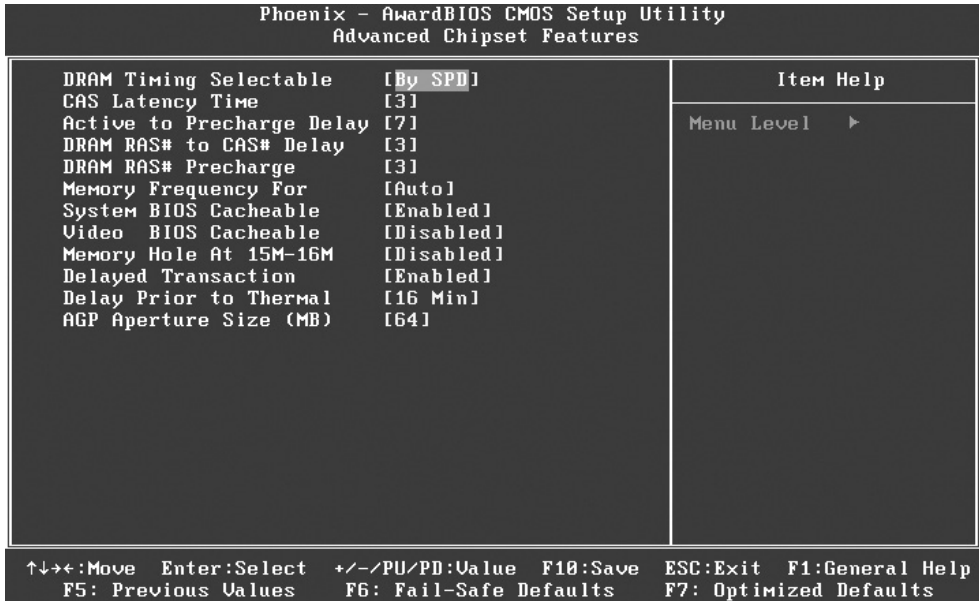 Phoenix - AwardBIOS CMOS Setup Utility
Advanced Chipset Features
DRAM Timing Selectable [By SPD]
CAS Latency Time [3]
Active to Precharge Delay [7]
DRAM RAS# to CAS# Delay [3]
DRAM RAS# Precharge [3]
Memory Frequency For [Auto]
System BIOS Cacheable [Enabled]
Video BIOS Cacheable [Disabled]
Memory Hole At 15M-16M [Disabled]
Delayed Transaction [Enabled]
Delay Prior to Thermal [16 Min]
AGP Aperture Size (MB) [64]
Item Help
Menu Level ►
↑↓→←:Move Enter:Select +/-/PU/PD:Value F10:Save ESC:Exit F1:General Help
F5: Previous Values F6: Fail-Safe Defaults F7: Optimized Defaults